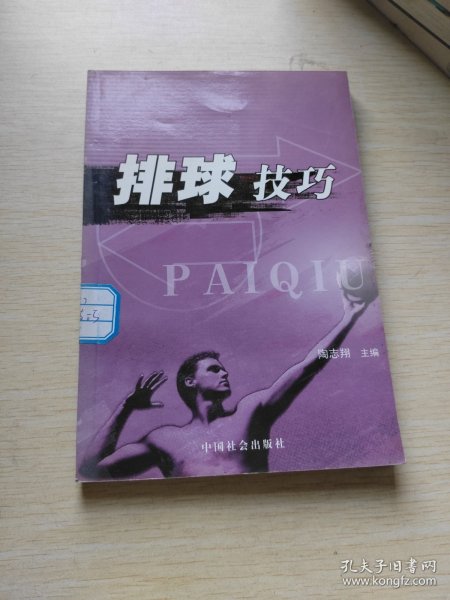 排球 技巧
PAIQIU
陶志翔 主编
中国社会出版社
孔夫子旧书网
www.kongfz.com